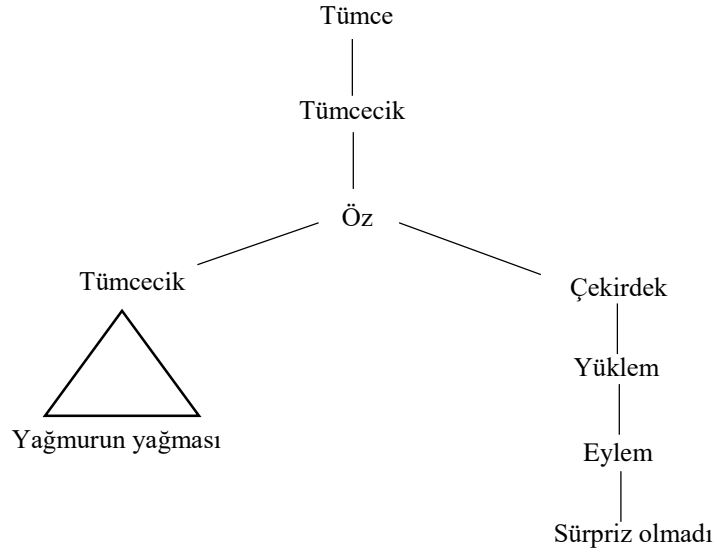 Tümce
Tümcecik
Öz
Tümcecik
Çekirdek
Yüklem
Yağmurun yağması
Eylem
Sürpriz olmadı